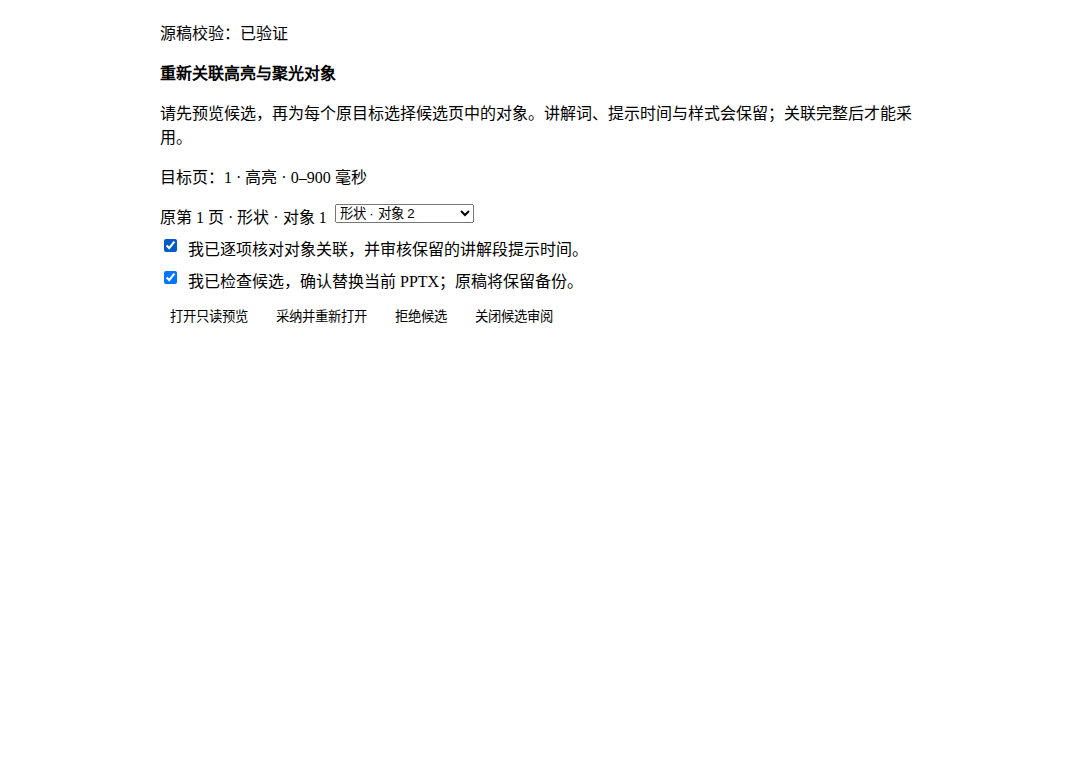 源稿校验：已验证
重新关联高亮与聚光对象
请先预览候选，再为每个原目标选择候选页中的对象。讲解词、提示时间与样式会保留；关联完整后才能采
用。
目标页：1 · 高亮 · 0–900 毫秒
原第 1 页 · 形状 · 对象 1 形状 · 对象 2
我已逐项核对对象关联，并审核保留的讲解段提示时间。
我已检查候选，确认替换当前 PPTX；原稿将保留备份。
打开只读预览 采纳并重新打开 拒绝候选 关闭候选审阅